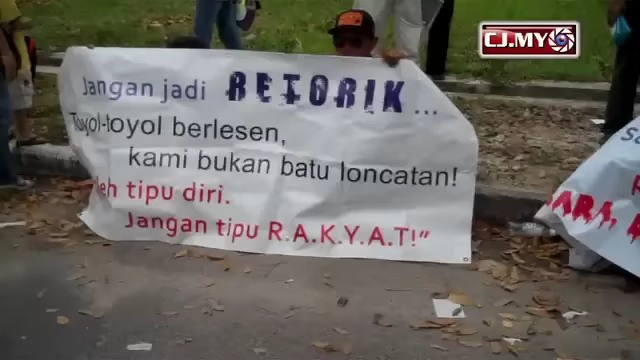 CJ.MY
Jangan jadi RETORIK...
Toyol-toyol berlesen,
kami bukan batu loncatan!
tipu diri.
Jangan tipu R.A.K.Y.A.T!”